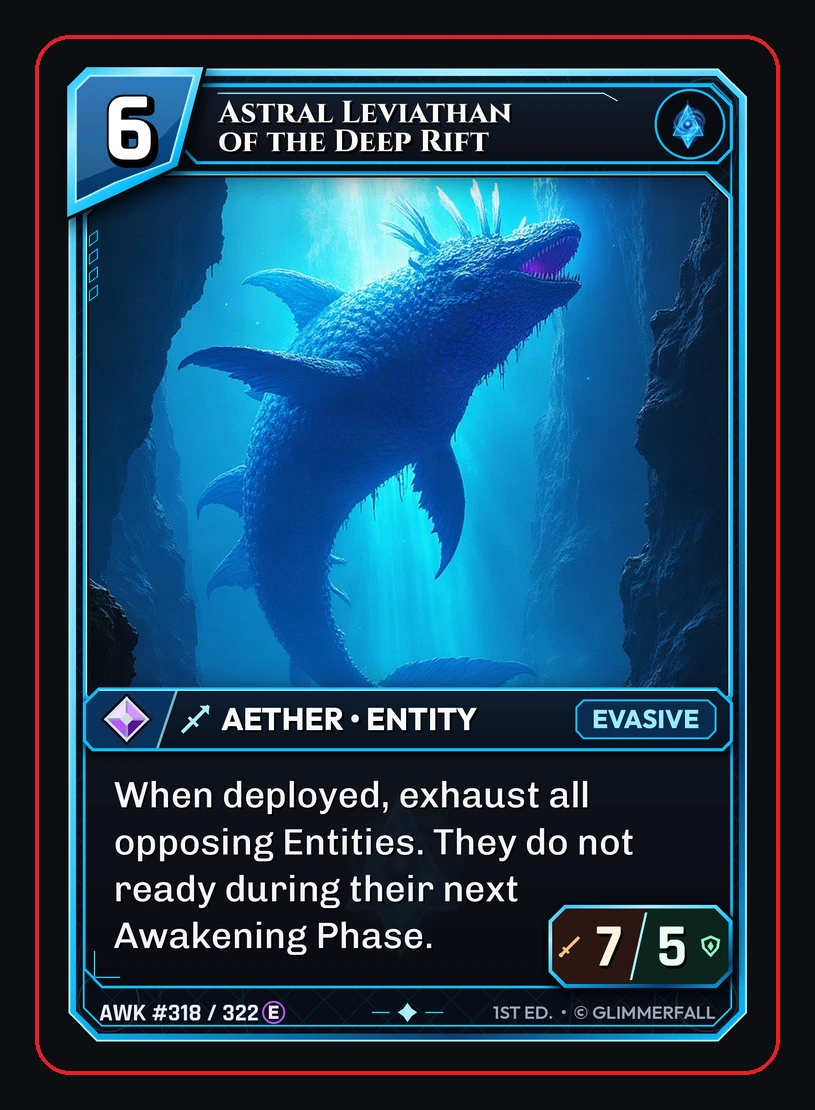 6
Astral Leviathan
of the Deep Rift
AETHER • ENTITY
EVASIVE
When deployed, exhaust all
opposing Entities. They do not
ready during their next
Awakening Phase.
7 / 5
AWK #318 / 322 E
1ST ED. • © GLIMMERFALL